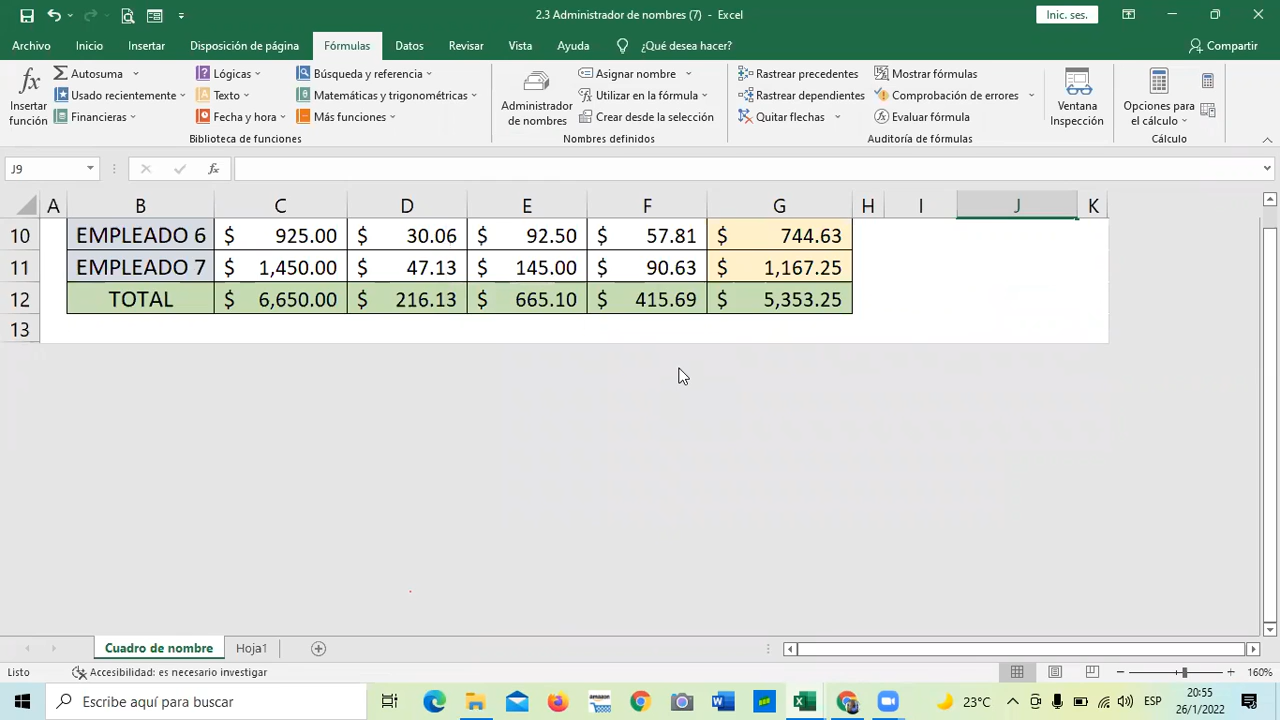 2.3 Administrador de nombres (7) - Excel
Inic. ses.
Archivo Inicio Insertar Disposición de página Fórmulas Datos Revisar Vista Ayuda ¿Qué desea hacer? Compartir
fx Insertar función
Autosuma
Usado recientemente
Financieras
Lógicas
Texto
Fecha y hora
Búsqueda y referencia
Matemáticas y trigonométricas
Más funciones
Biblioteca de funciones
Administrador de nombres
Asignar nombre
Utilizar en la fórmula
Crear desde la selección
Nombres definidos
Rastrear precedentes
Rastrear dependientes
Quitar flechas
Mostrar fórmulas
Comprobación de errores
Evaluar fórmula
Auditoría de fórmulas
Ventana Inspección
Opciones para el cálculo
Cálculo
J9 fx
A B C D E F G H I J K
10 EMPLEADO 6 $ 925.00 $ 30.06 $ 92.50 $ 57.81 $ 744.63
11 EMPLEADO 7 $ 1,450.00 $ 47.13 $ 145.00 $ 90.63 $ 1,167.25
12 TOTAL $ 6,650.00 $ 216.13 $ 665.10 $ 415.69 $ 5,353.25
13
Cuadro de nombre Hoja1
Listo Accesibilidad: es necesario investigar 160%
Escribe aquí para buscar 23°C ESP 20:55
26/1/2022